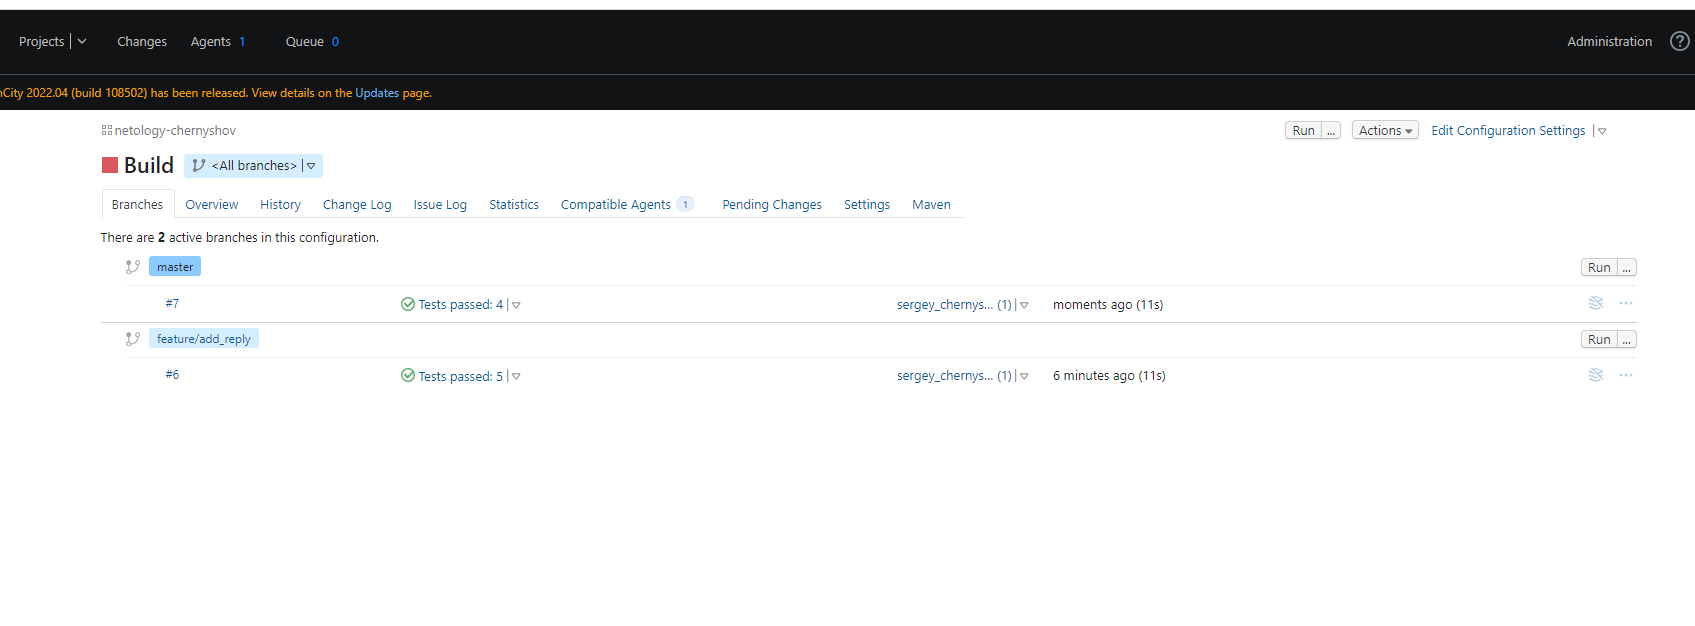 Projects Changes Agents 1 Queue 0 Administration ?
City 2022.04 (build 108502) has been released. View details on the Updates page.
netology-chernyshov Run ... Actions Edit Configuration Settings
Build <All branches>
Branches Overview History Change Log Issue Log Statistics Compatible Agents 1 Pending Changes Settings Maven
There are 2 active branches in this configuration.
master Run ...
#7 Tests passed: 4 sergey_chernys... (1) moments ago (11s) ...
feature/add_reply Run ...
#6 Tests passed: 5 sergey_chernys... (1) 6 minutes ago (11s) ...